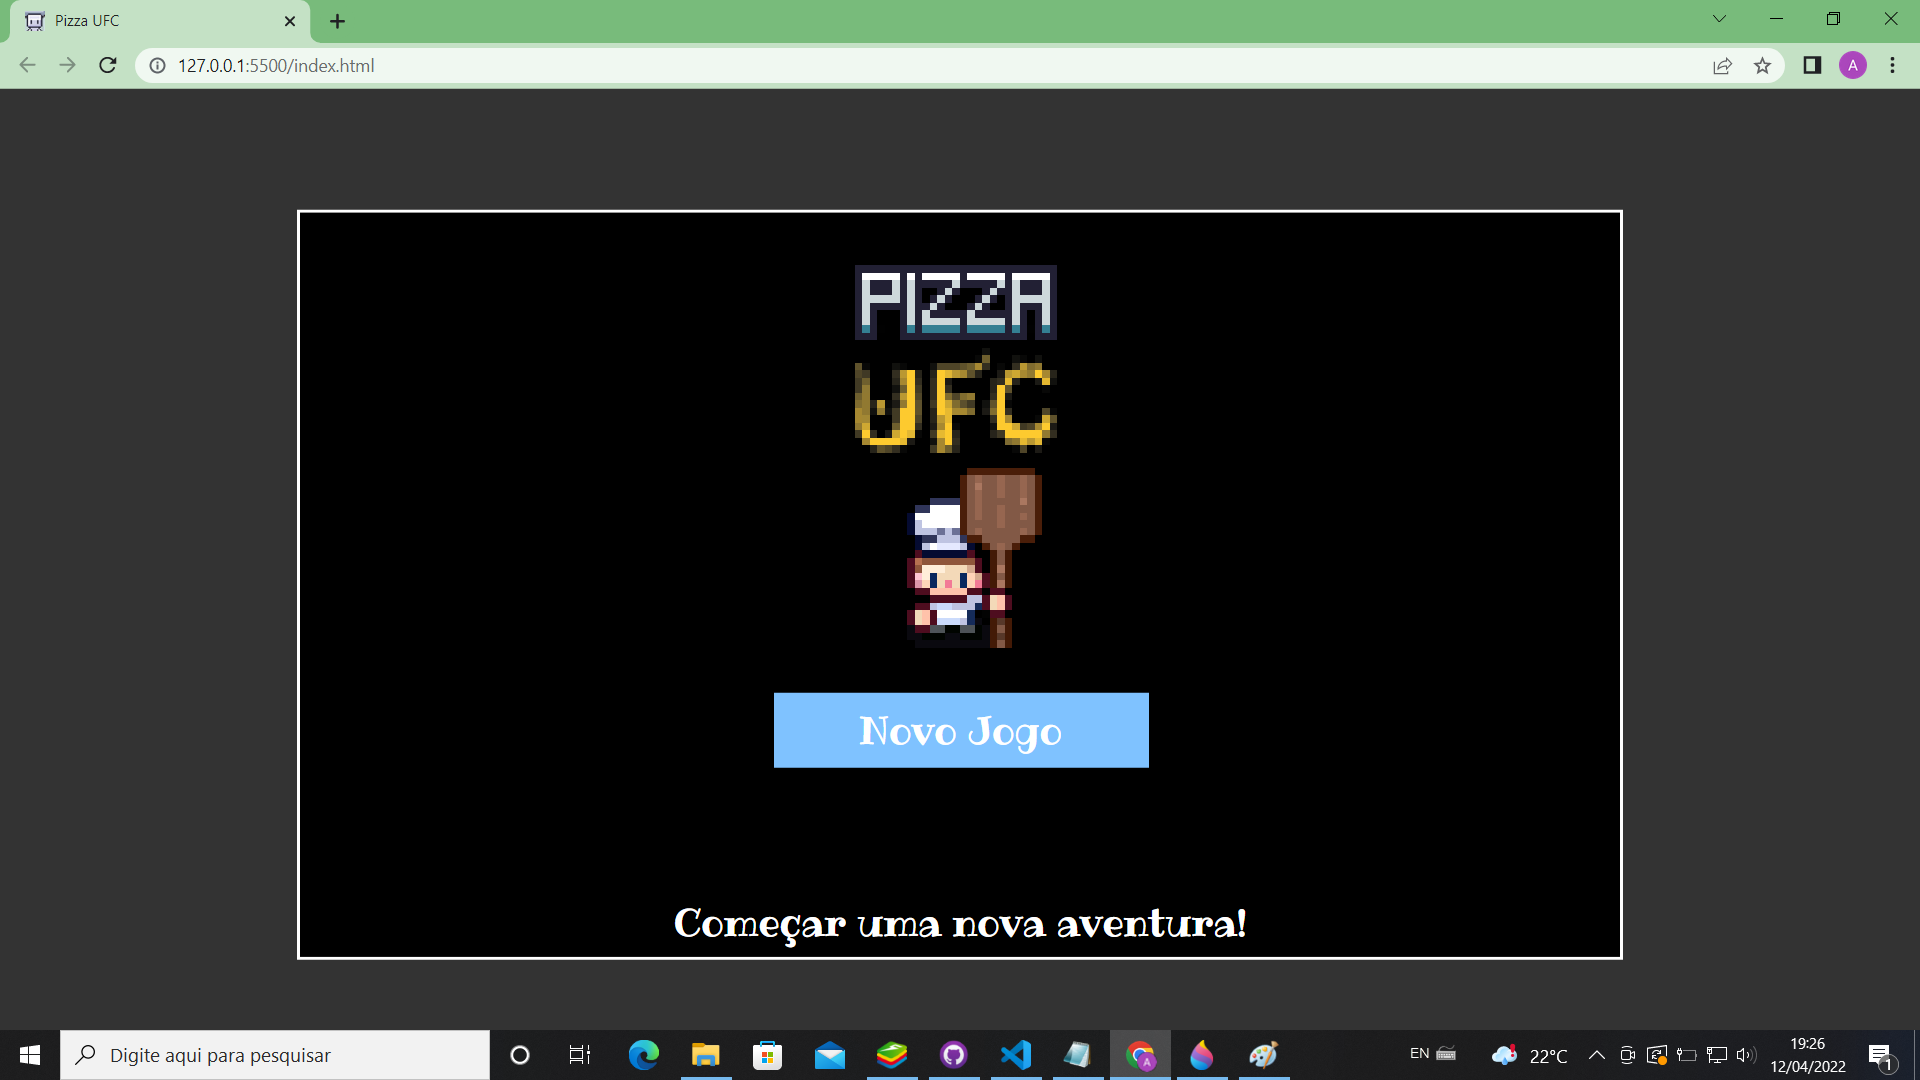 Pizza UFC
127.0.0.1:5500/index.html
A
PIZZA
UFC
Novo Jogo
Começar uma nova aventura!
Digite aqui para pesquisar
A
EN
22°C
19:26
12/04/2022
1